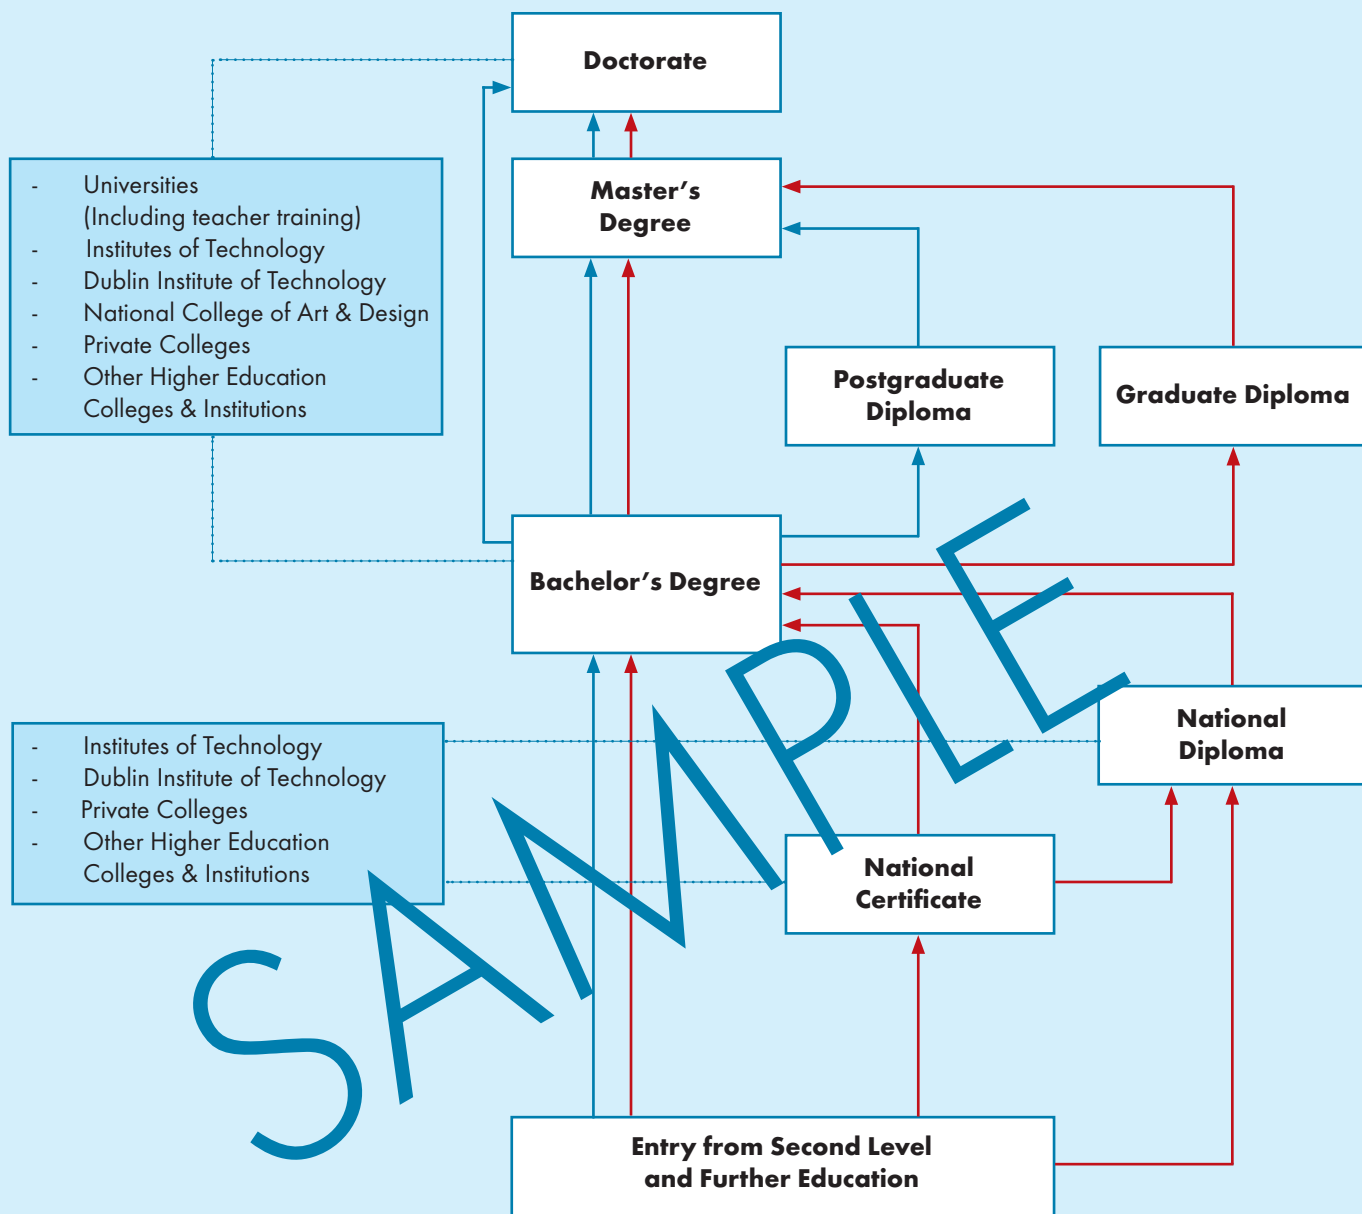 Doctorate
- Universities
(Including teacher training)
- Institutes of Technology
- Dublin Institute of Technology
- National College of Art & Design
- Private Colleges
- Other Higher Education
Colleges & Institutions
Master's
Degree
Postgraduate
Diploma
Graduate Diploma
Bachelor's Degree
- Institutes of Technology
- Dublin Institute of Technology
- Private Colleges
- Other Higher Education
Colleges & Institutions
National
Diploma
National
Certificate
Entry from Second Level
and Further Education
SAMPLE